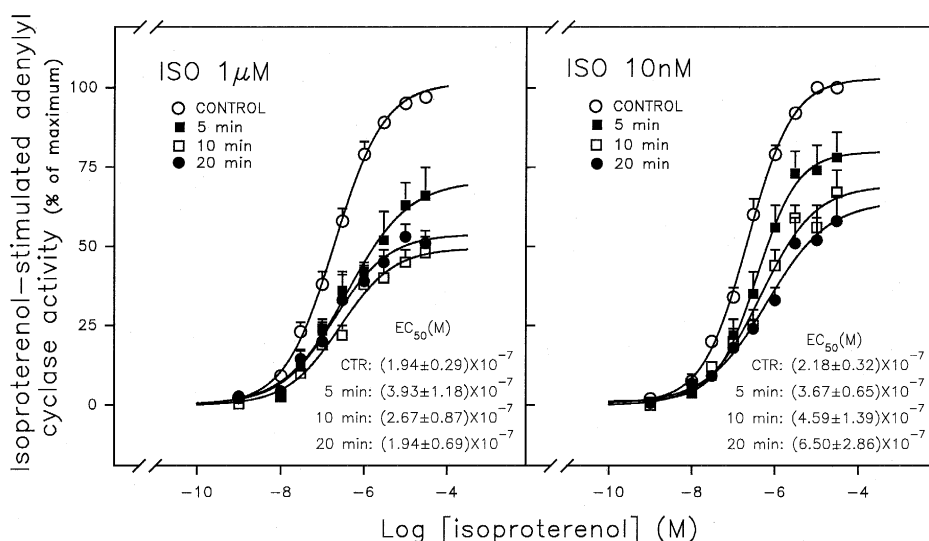 Isoproterenol-stimulated adenylyl
cyclase activity (% of maximum)
100
75
50
25
0
ISO 1μM
CONTROL
5 min
10 min
20 min
EC50(M)
CTR: (1.94±0.29)X10-7
5 min: (3.93±1.18)X10-7
10 min: (2.67±0.87)X10-7
20 min: (1.94±0.69)X10-7
-10
-8
-6
-4
ISO 10nM
CONTROL
5 min
10 min
20 min
EC50(M)
CTR: (2.18±0.32)X10-7
5 min: (3.67±0.65)X10-7
10 min: (4.59±1.39)X10-7
20 min: (6.50±2.86)X10-7
-10
-8
-6
-4
Log [isoproterenol] (M)